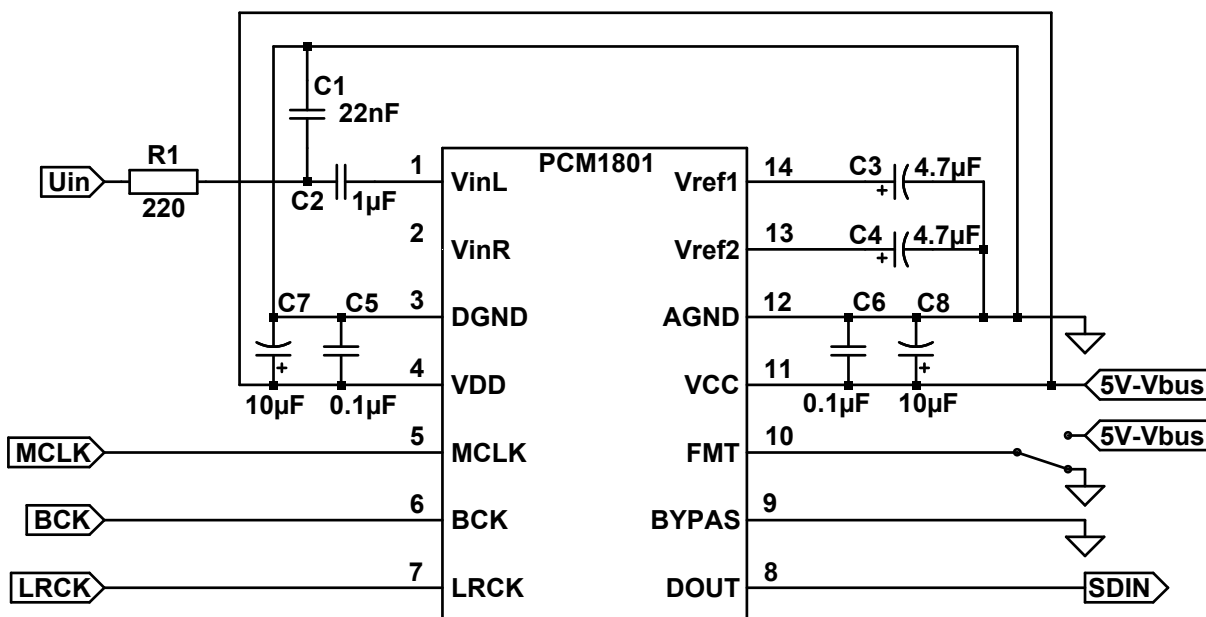 C1
22nF
R1
Uin
220
C2
1µF
PCM1801
1
VinL
2
VinR
3
DGND
4
VDD
5
MCLK
6
BCK
7
LRCK
C7
C5
10µF
0.1µF
MCLK
BCK
LRCK
14
Vref1
C3
4.7µF
+
13
Vref2
C4
4.7µF
+
12
AGND
C6
C8
11
VCC
0.1µF
10µF
+
+
5V-Vbus
10
FMT
5V-Vbus
9
BYPAS
8
DOUT
SDIN